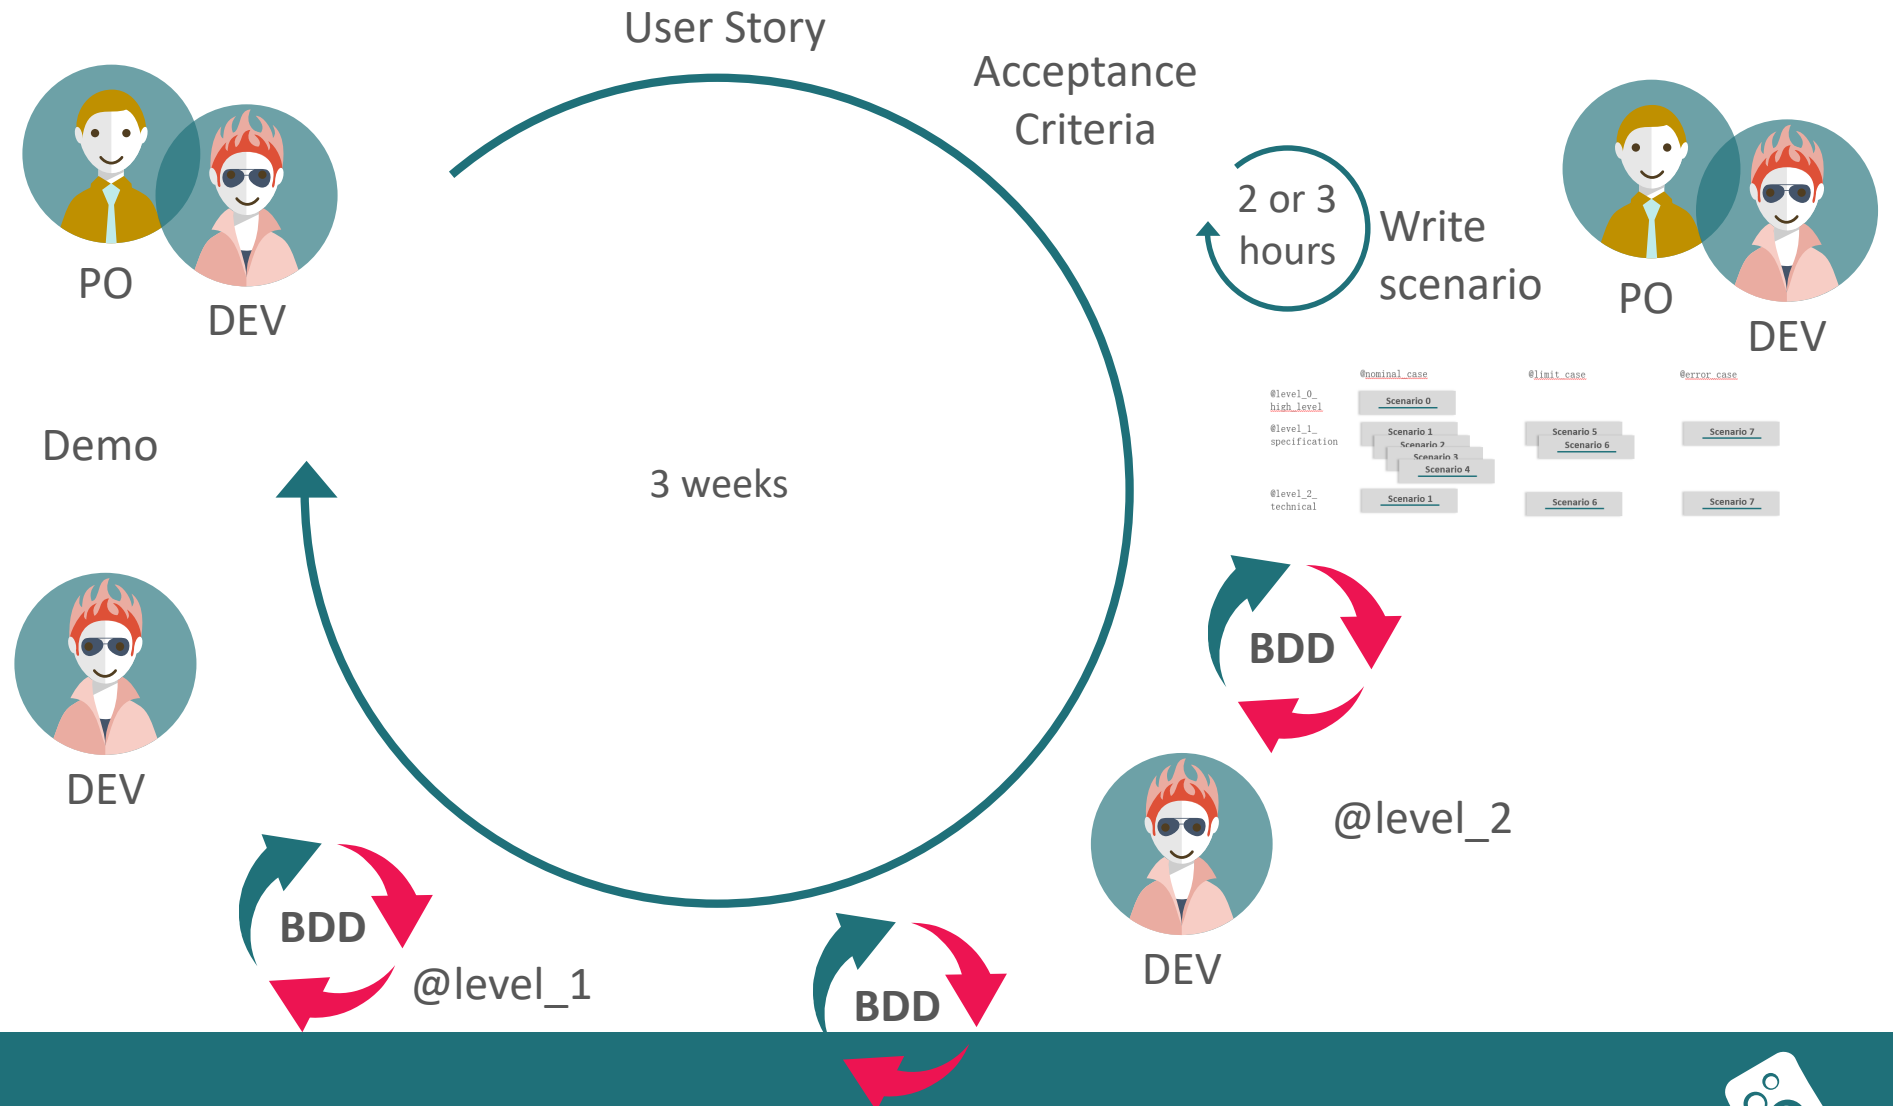 User Story
Acceptance
Criteria
2 or 3
hours
Write
scenario
PO
DEV
PO
DEV
@nominal_case
@limit_case
@error_case
@level_0_
high_level
Scenario 0
@level_1_
specification
Scenario 1
Scenario 2
Scenario 3
Scenario 4
Scenario 5
Scenario 6
Scenario 7
@level_2_
technical
Scenario 1
Scenario 6
Scenario 7
Demo
3 weeks
BDD
DEV
@level_2
DEV
BDD
@level_1
BDD